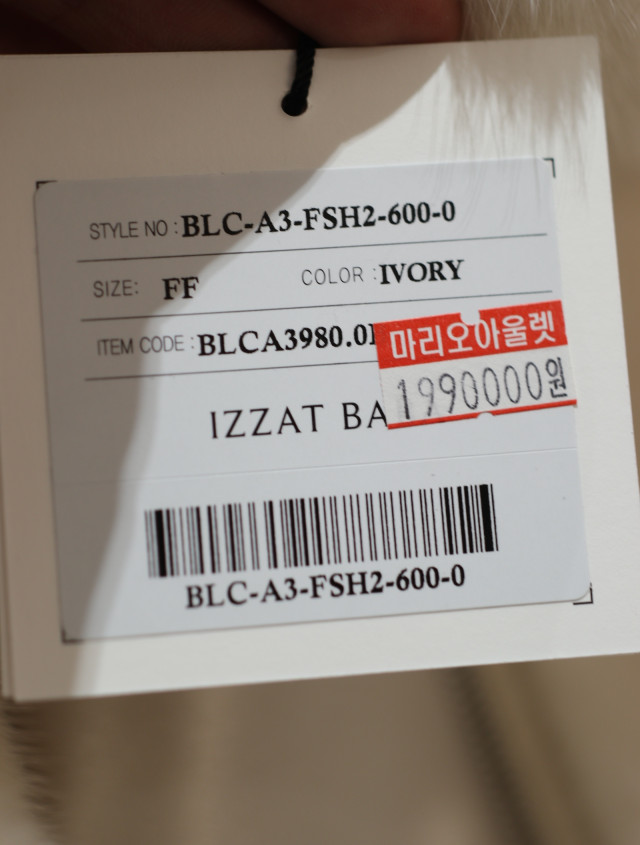 STYLE NO : BLC-A3-FSH2-600-0
SIZE: FF COLOR : IVORY
ITEM CODE : BLCA3980.0
마리오아울렛
1990000원
IZZAT BA
BLC-A3-FSH2-600-0